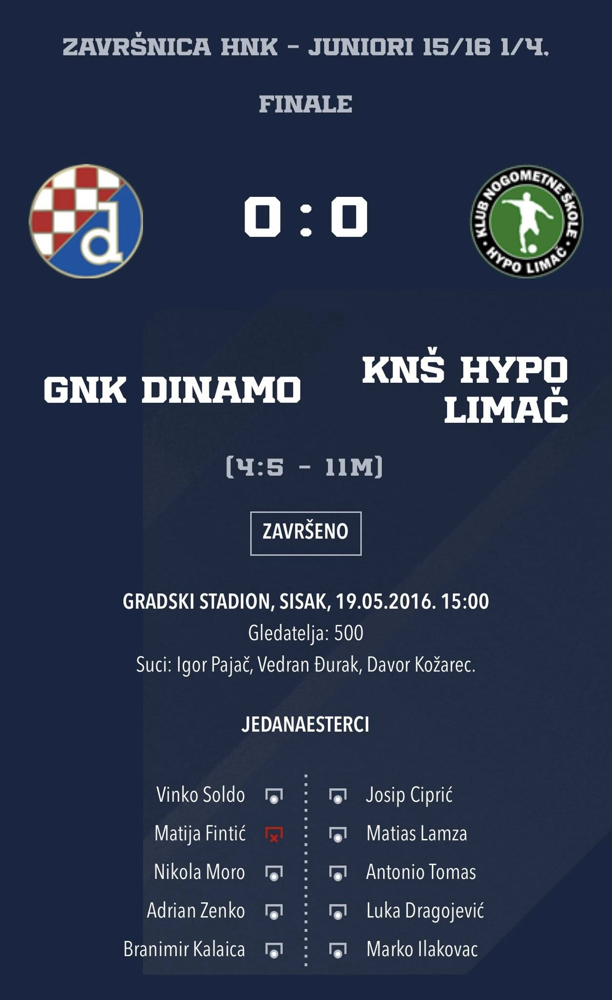 ZAVRŠNICA HNK - JUNIORI 15/16 1/4,
FINALE
KLUB NOGOMETNE ŠKOLE
HYPO LIMAČ
d
0:0
GNK DINAMO
KNŠ HYPO
LIMAČ
(4:5 - 11M)
ZAVRŠENO
GRADSKI STADION, SISAK, 19.05.2016. 15:00
Gledatelja: 500
Suci: Igor Pajač, Vedran Đurak, Davor Kožarec.
JEDANAESTERCI
Vinko Soldo Josip Ciprić
Matija Fintić Matias Lamza
Nikola Moro Antonio Tomas
Adrian Zenko Luka Dragojević
Branimir Kalaica Marko Ilakovac